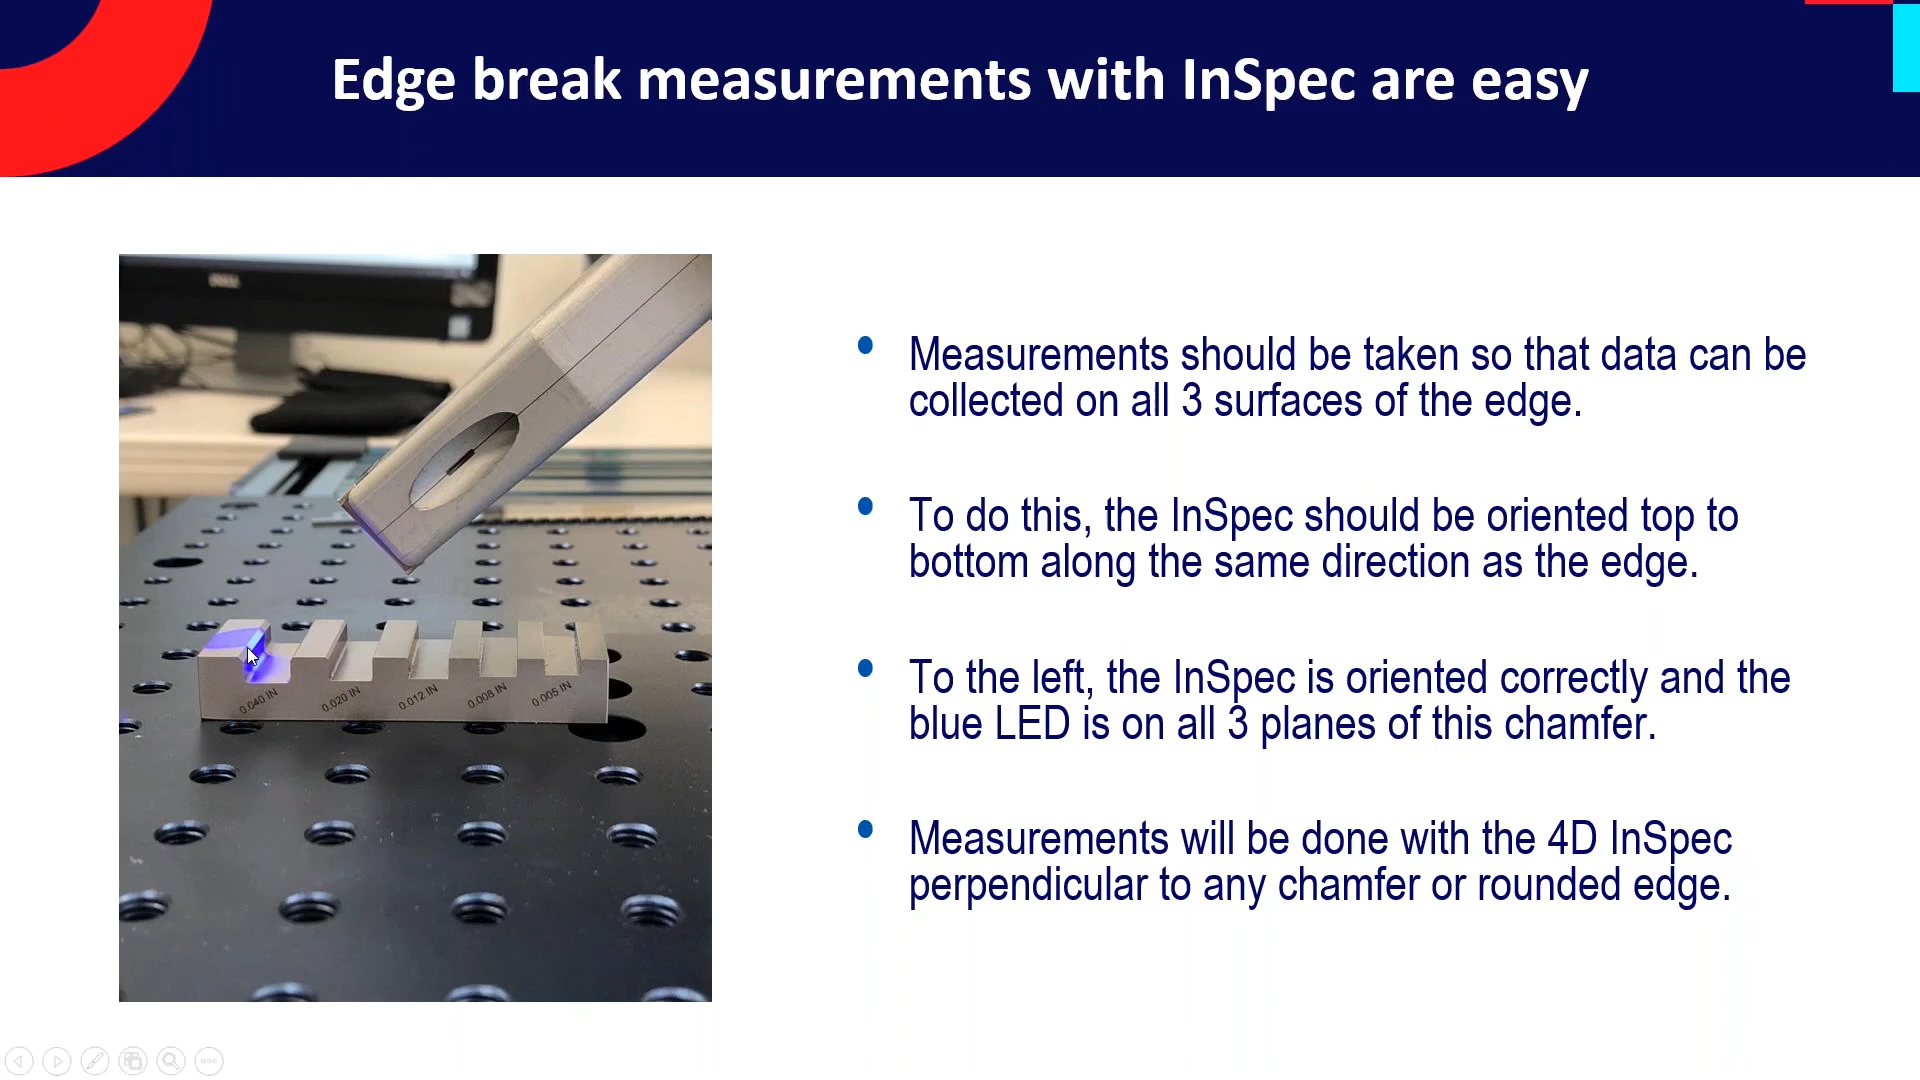 Edge break measurements with InSpec are easy
DELL
0.040 IN
0.020 IN
0.012 IN
0.008 IN
0.005 IN
Measurements should be taken so that data can be
collected on all 3 surfaces of the edge.
To do this, the InSpec should be oriented top to
bottom along the same direction as the edge.
To the left, the InSpec is oriented correctly and the
blue LED is on all 3 planes of this chamfer.
Measurements will be done with the 4D InSpec
perpendicular to any chamfer or rounded edge.